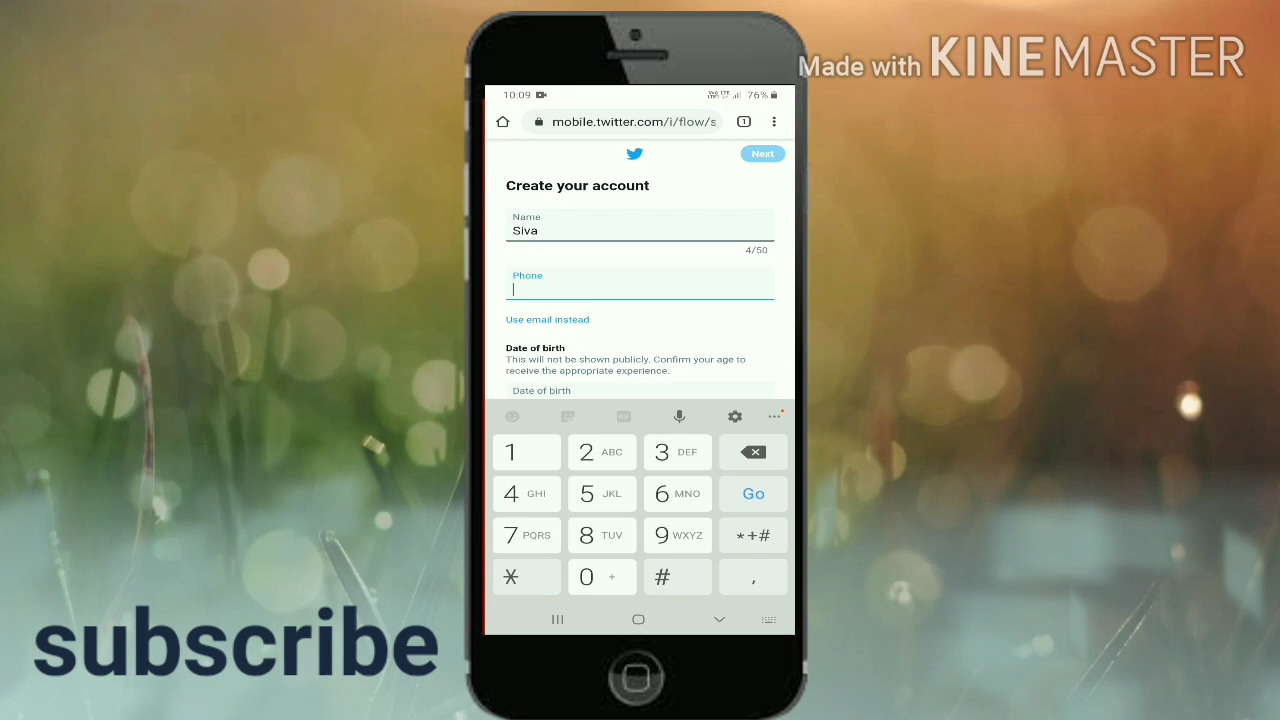 Made with KINEMASTER
10:09 76%
mobile.twitter.com/i/flow/s 1
Next
Create your account
Name
Siva
4/50
Phone
Use email instead
Date of birth
This will not be shown publicly. Confirm your age to
receive the appropriate experience.
Date of birth
1 2 ABC 3 DEF
4 GHI 5 JKL 6 MNO Go
7 PQRS 8 TUV 9 WXYZ *+#
* 0 + # ,
subscribe